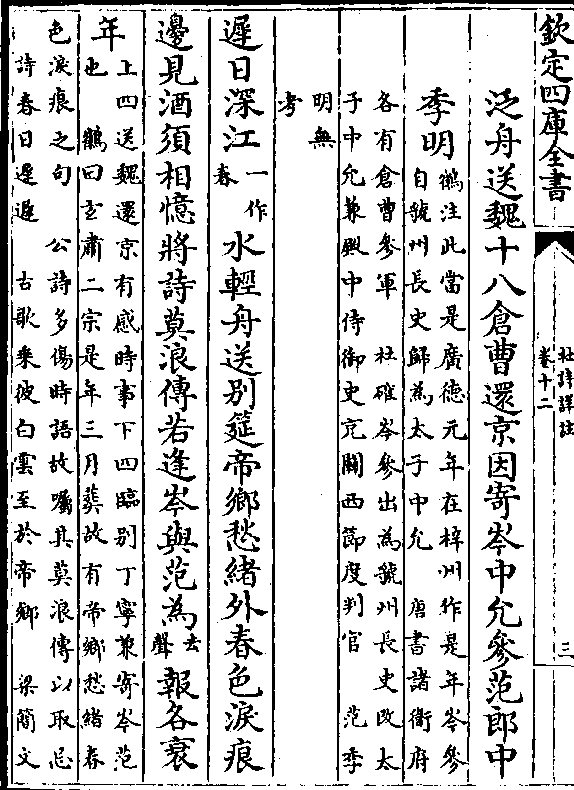 欽定四庫全書
杜詩詳註
卷十二
三
泛舟送魏十八倉曹還京因寄岑中允參范郎中
季明
鶴注此當是廣德元年在梓州作是年岑參
自虢州長史歸為太子中允 唐書諸衛府
各有倉曹參軍 杜確岑參出為虢州長史改太
子中允兼殿中侍御史充關西節度判官 范季
明無
考
遲日深江
一作
春
水輕舟送别筵帝鄉愁緒外春色淚痕
邊見酒須相憶將詩莫浪傳若逢岑與范為
去
聲
報各衰
年
上四送魏還京有感時事下四臨别丁寧兼寄岑范
也 鶴曰玄肅二宗是年三月葬故有帝鄉愁緒春
色淚痕之句 公詩多傷時語故囑其莫浪傳以取忌
詩春日遲遲 古歌乘彼白雲至於帝鄉 梁簡文